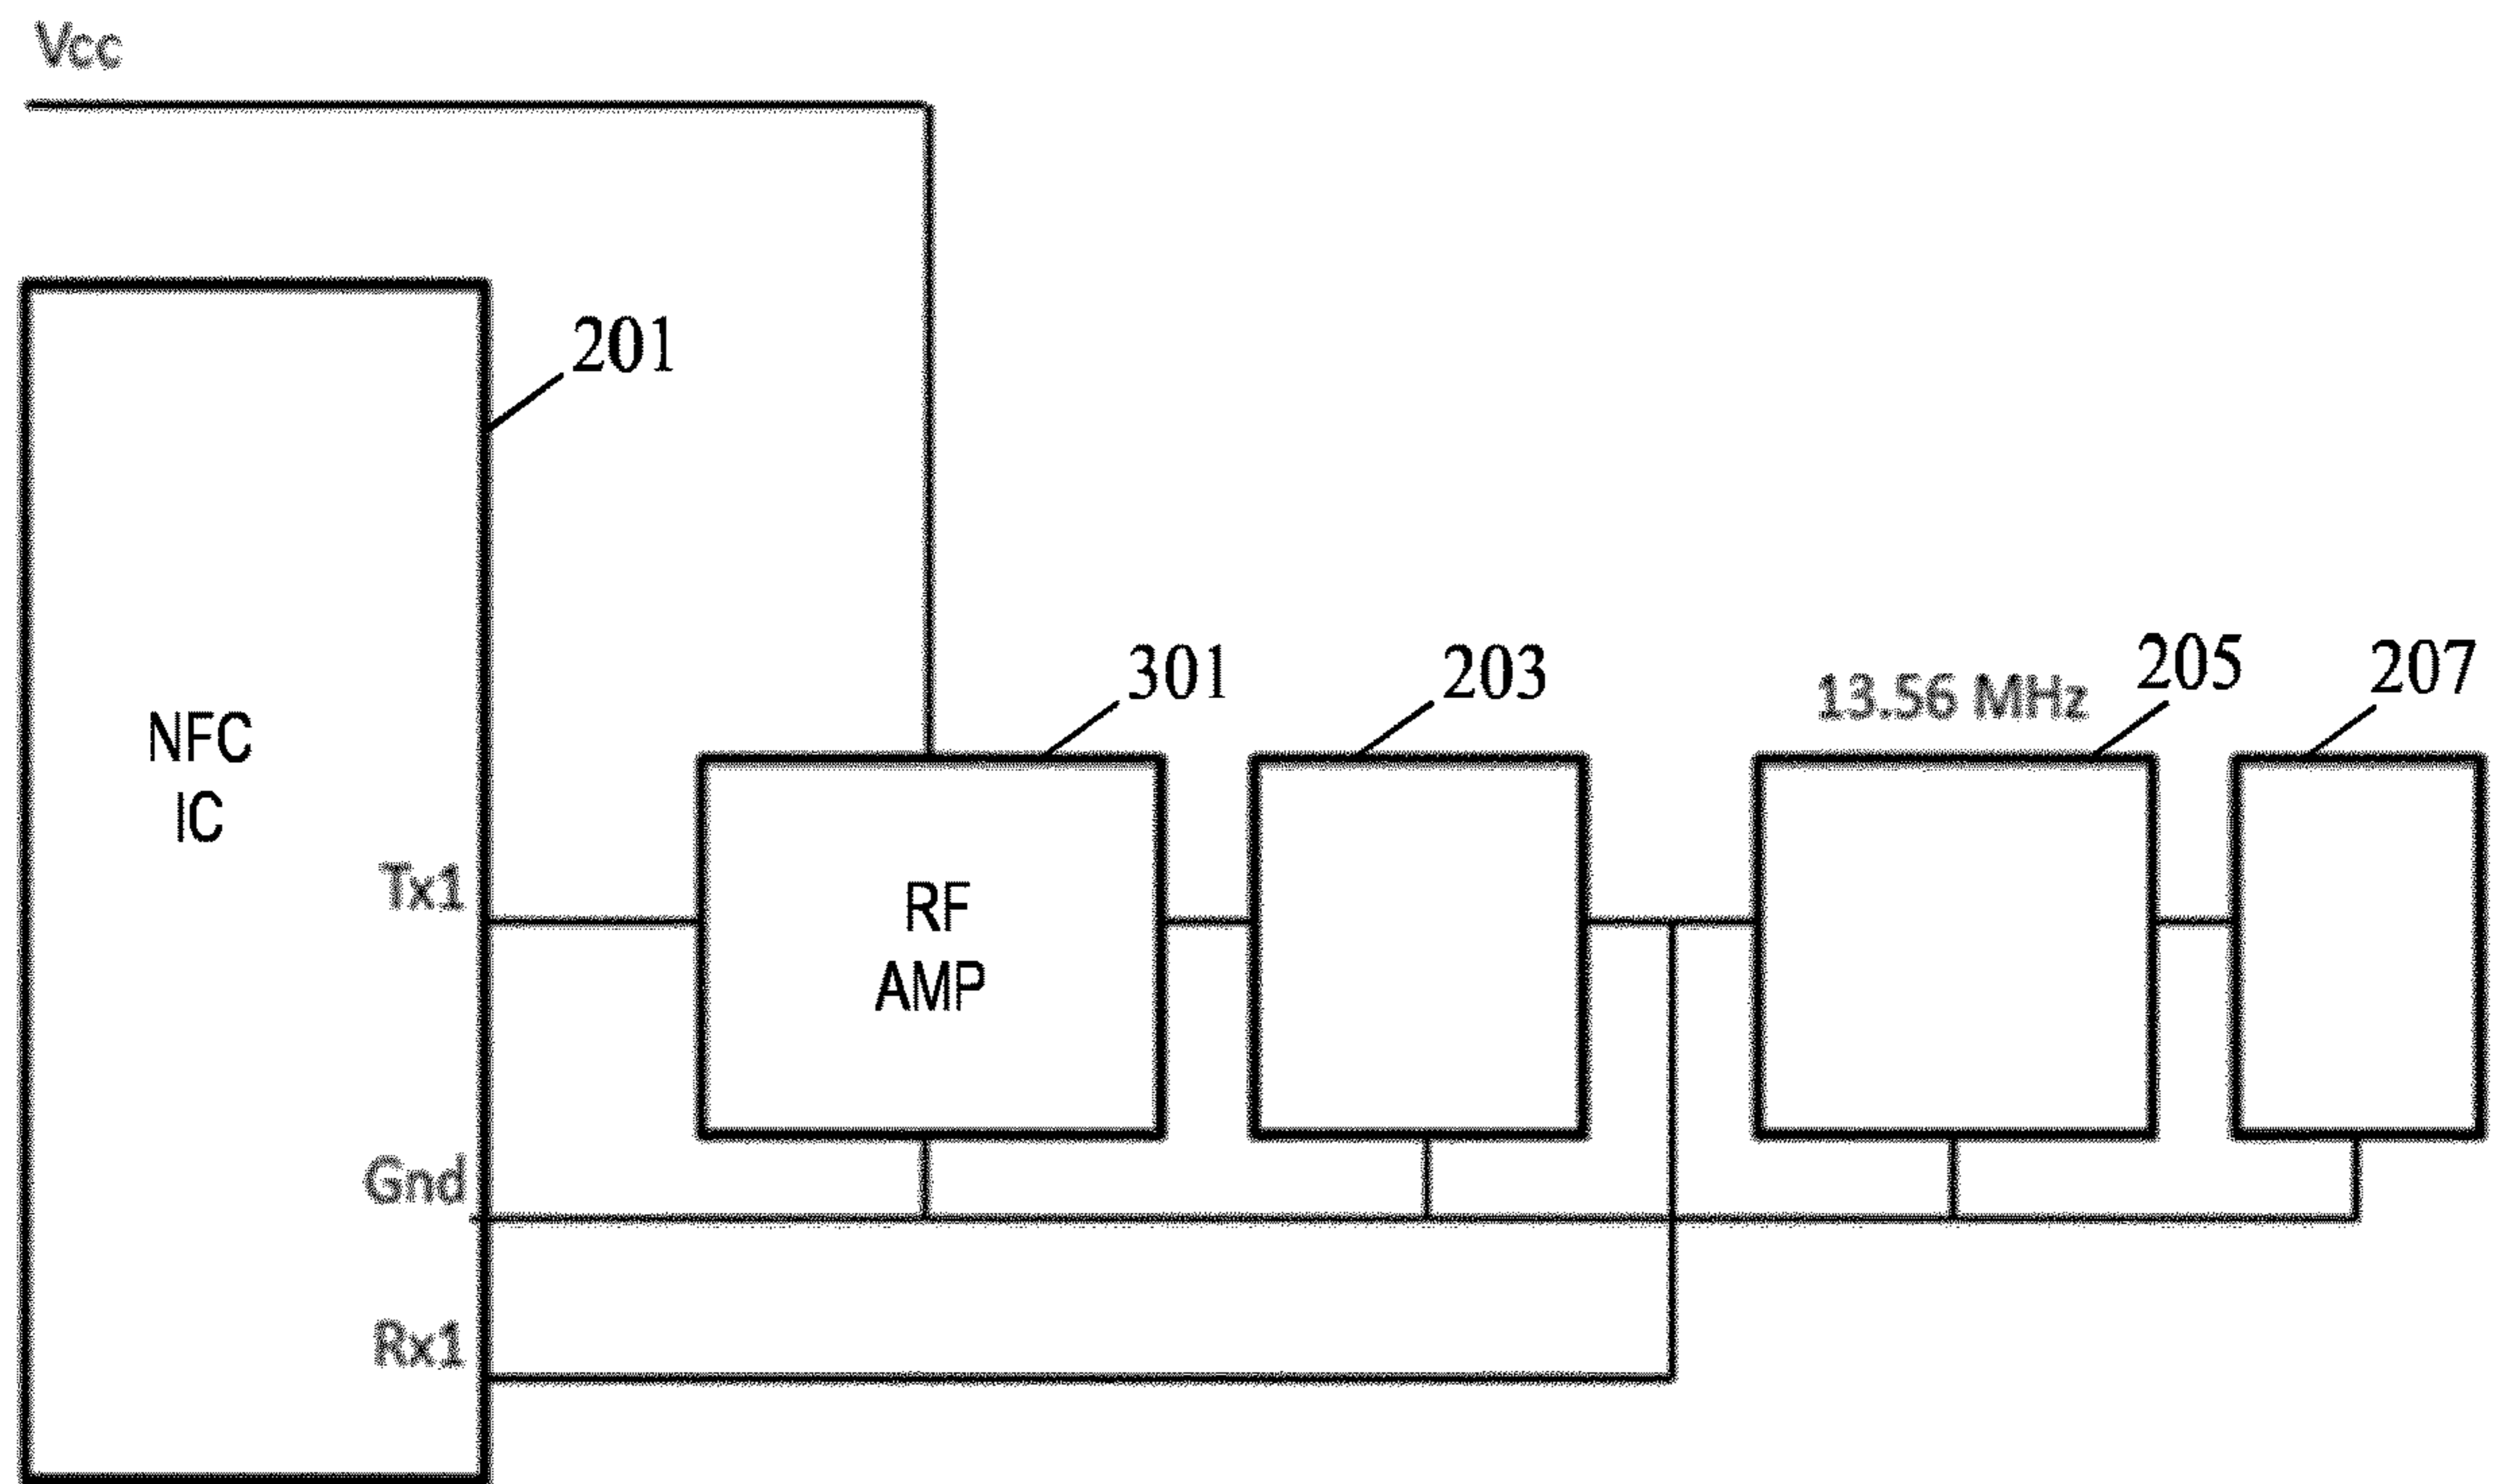 Vcc
201
301
203
13.56 MHz
205
207
NFC
IC
Tx1
RF
AMP
Gnd
Rx1